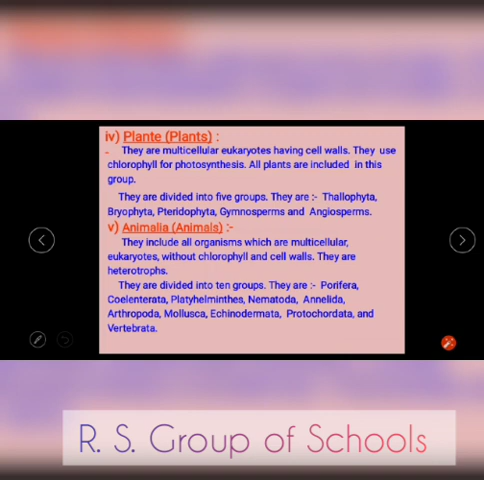 iv) Plante (Plants) :
- They are multicellular eukaryotes having cell walls. They use
chlorophyll for photosynthesis. All plants are included in this
group.
They are divided into five groups. They are :- Thallophyta,
Bryophyta, Pteridophyta, Gymnosperms and Angiosperms.
v) Animalia (Animals) :-
They include all organisms which are multicellular,
eukaryotes, without chlorophyll and cell walls. They are
heterotrophs.
They are divided into ten groups. They are :- Porifera,
Coelenterata, Platyhelminthes, Nematoda, Annelida,
Arthropoda, Mollusca, Echinodermata, Protochordata, and
Vertebrata.
R. S. Group of Schools